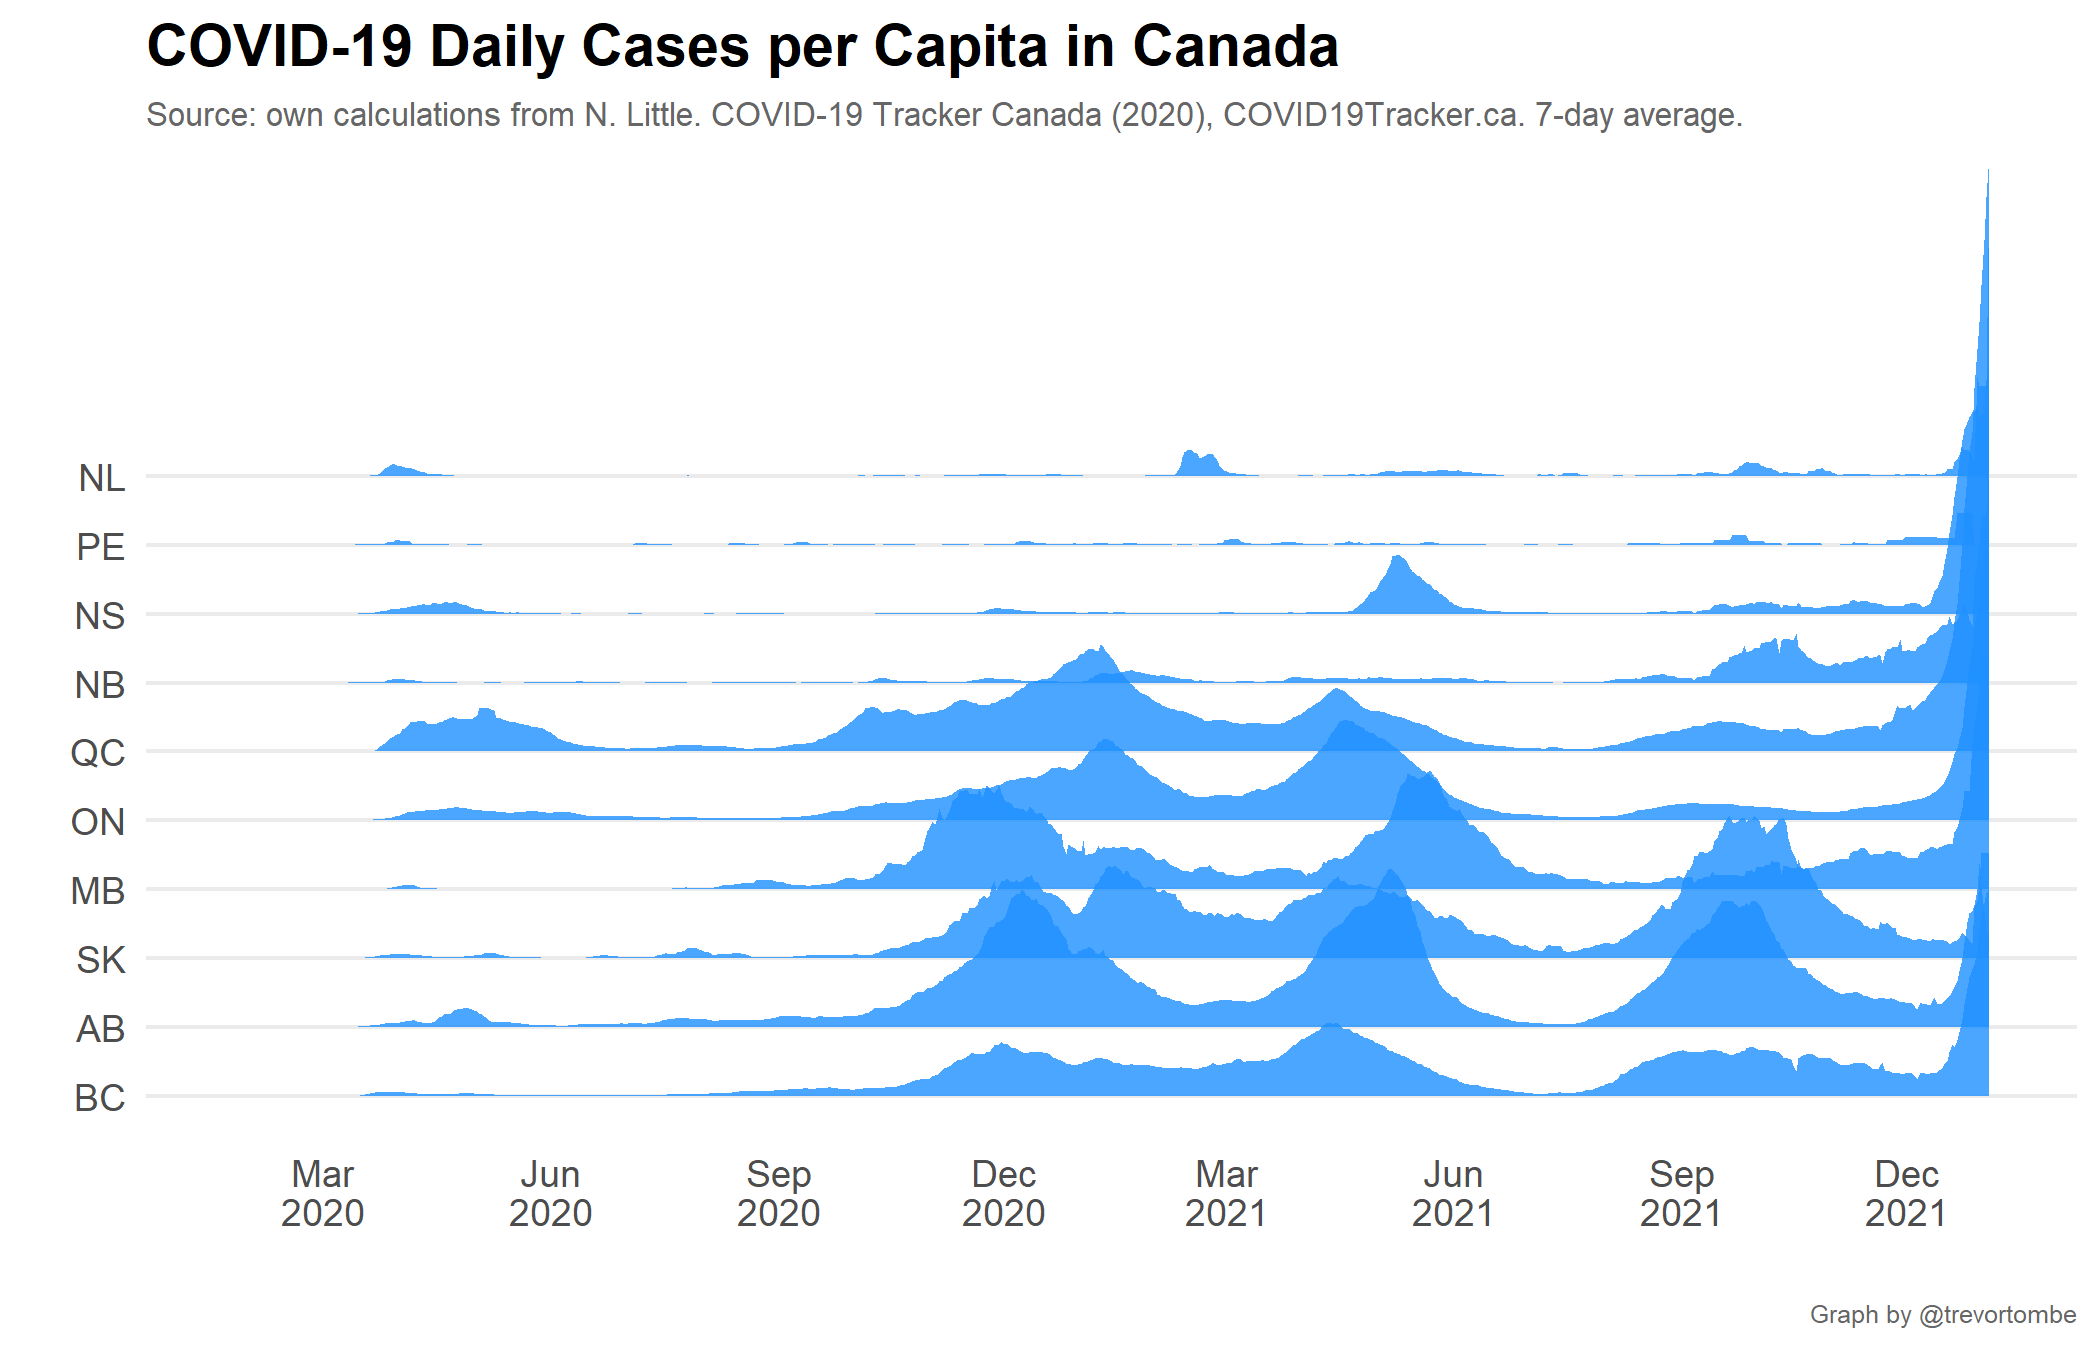 COVID-19 Daily Cases per Capita in Canada
Source: own calculations from N. Little. COVID-19 Tracker Canada (2020), COVID19Tracker.ca. 7-day average.
NL
PE
NS
NB
QC
ON
MB
SK
AB
BC
Mar 2020
Jun 2020
Sep 2020
Dec 2020
Mar 2021
Jun 2021
Sep 2021
Dec 2021
Graph by @trevortombe